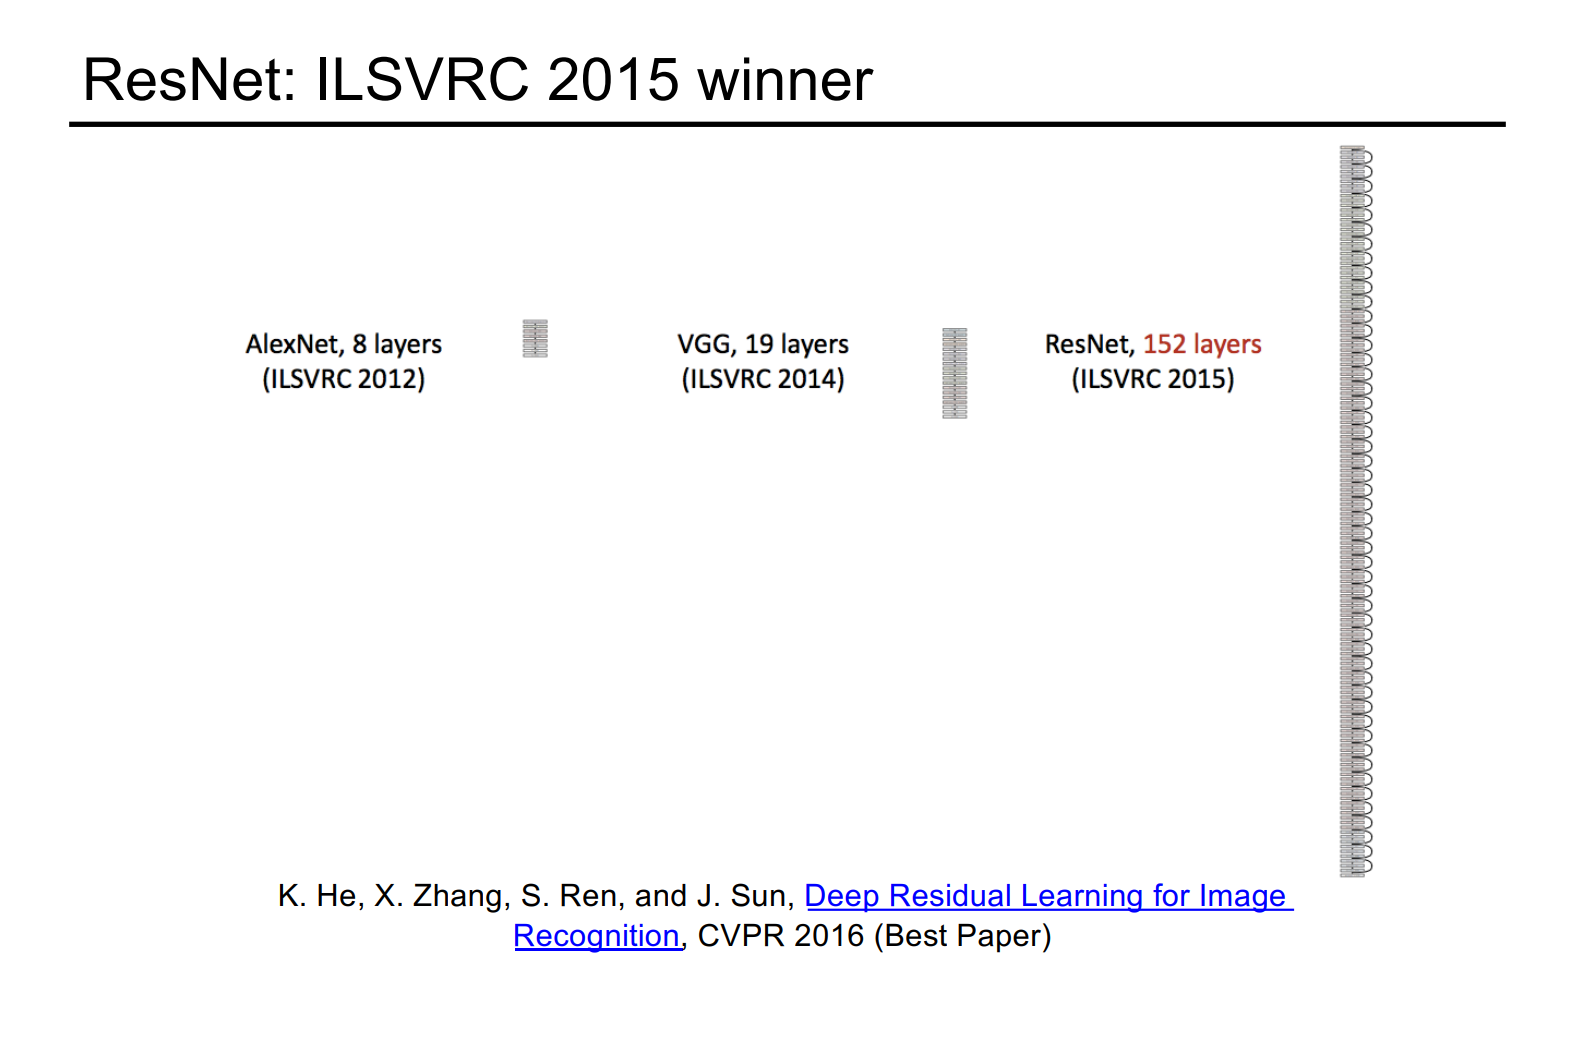 ResNet: ILSVRC 2015 winner
AlexNet, 8 layers
(ILSVRC 2012)
VGG, 19 layers
(ILSVRC 2014)
ResNet, 152 layers
(ILSVRC 2015)
K. He, X. Zhang, S. Ren, and J. Sun, Deep Residual Learning for Image
Recognition, CVPR 2016 (Best Paper)